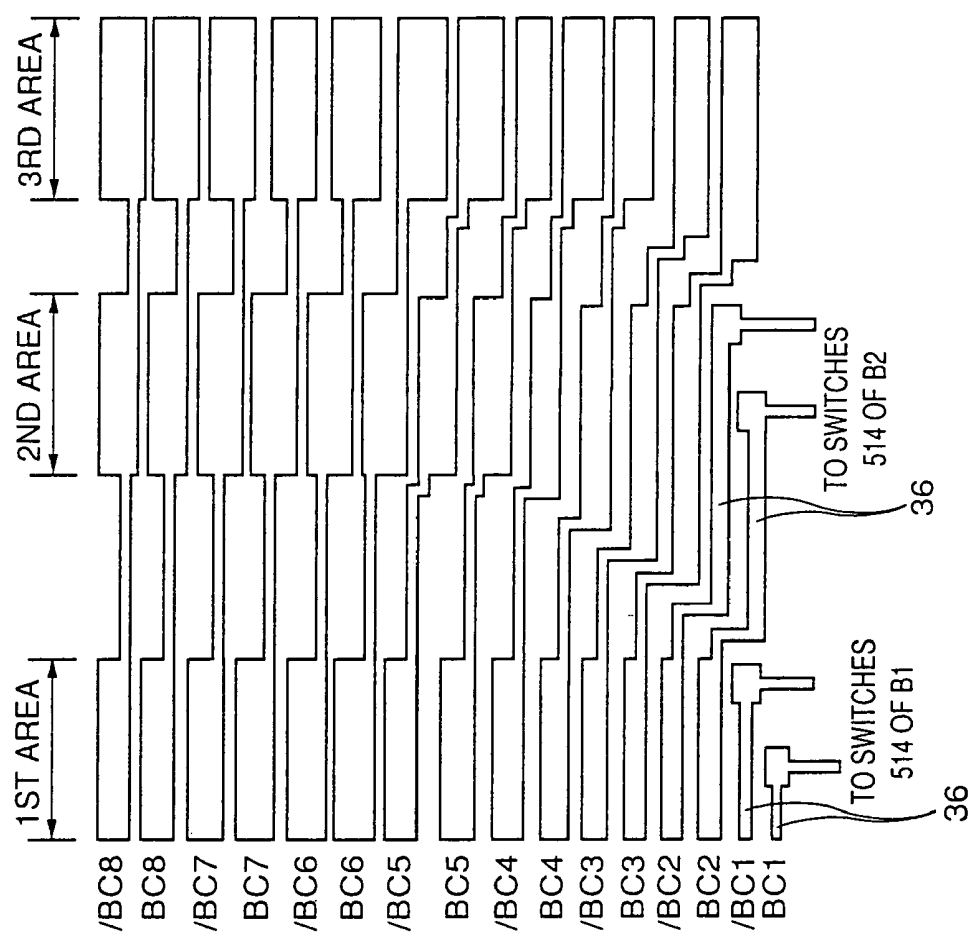 1ST AREA
2ND AREA
3RD AREA
/BC8
BC8
/BC7
BC7
/BC6
BC6
/BC5
BC5
/BC4
BC4
/BC3
BC3
/BC2
BC2
/BC1
BC1
TO SWITCHES
514 OF B1
36
TO SWITCHES
514 OF B2
36